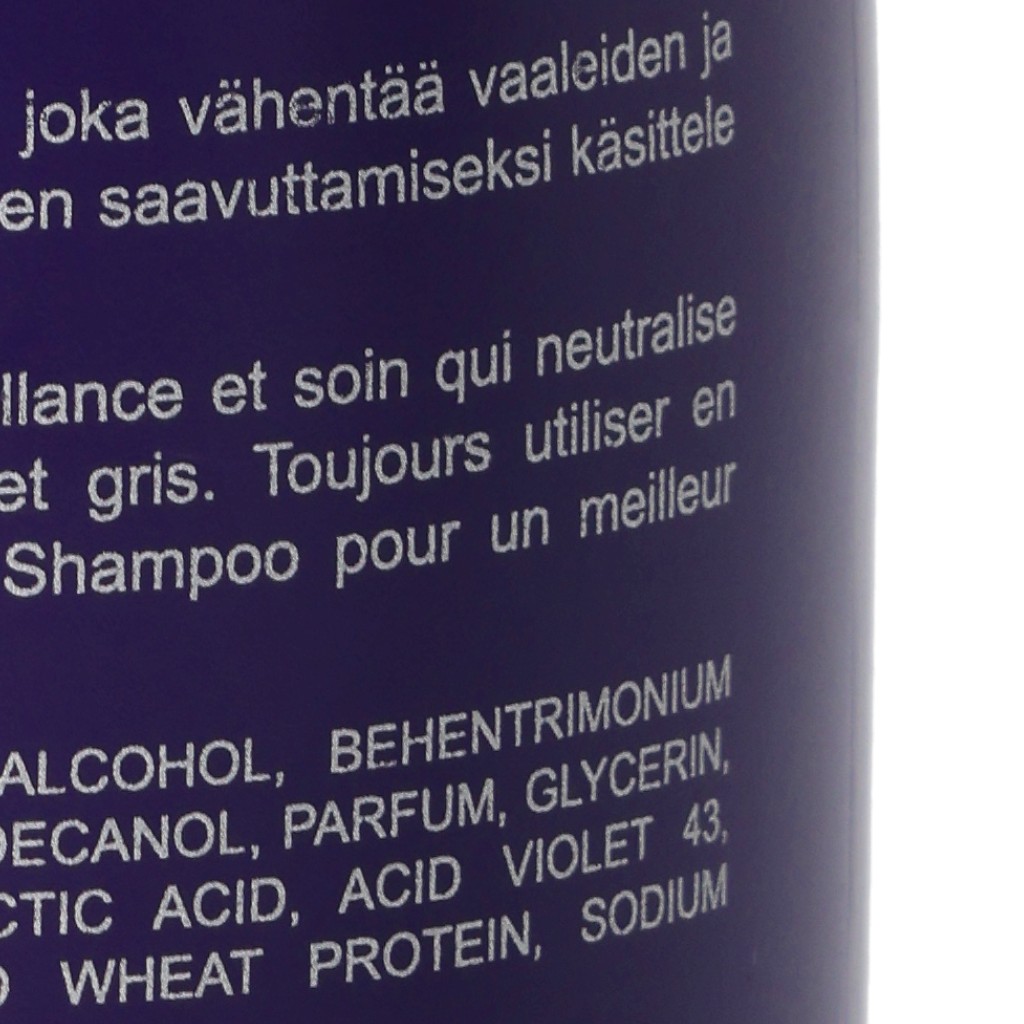 joka vähentää vaaleiden ja
en saavuttamiseksi käsittele
llance et soin qui neutralise
et gris. Toujours utiliser en
Shampoo pour un meilleur
ALCOHOL, BEHENTRIMONIUM
DECANOL, PARFUM, GLYCERIN,
CTIC ACID, ACID VIOLET 43,
WHEAT PROTEIN, SODIUM